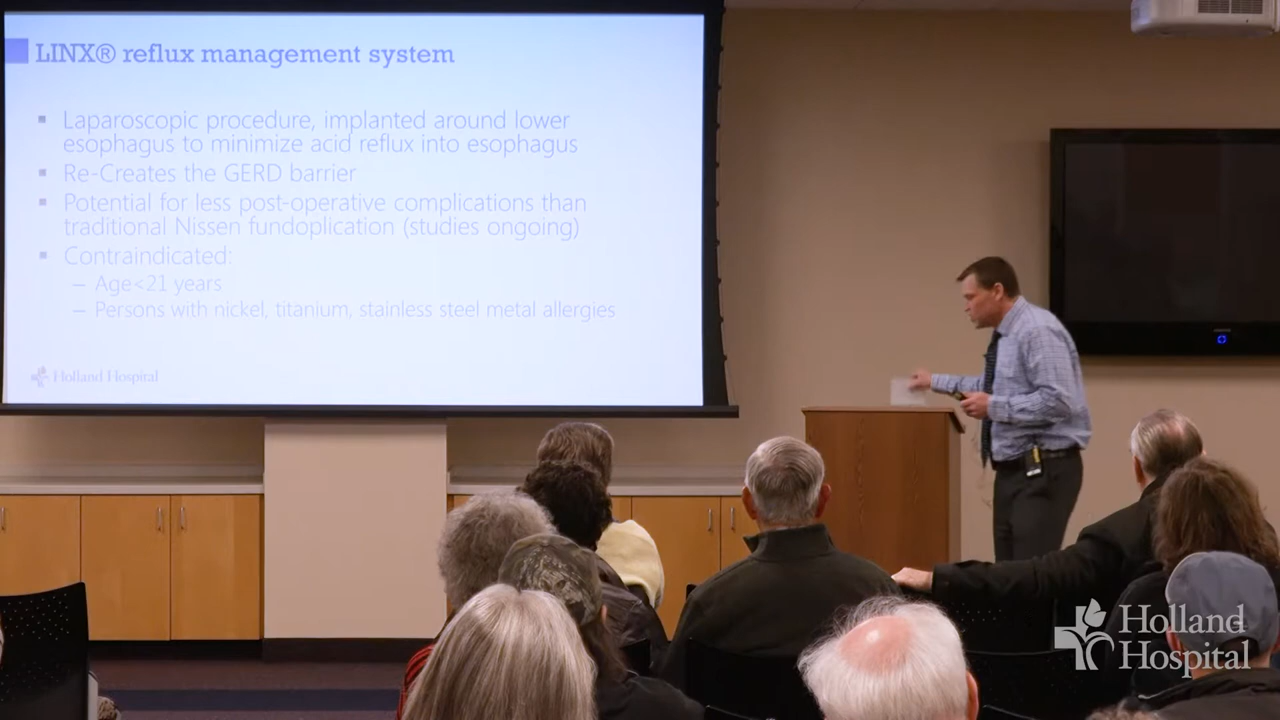 LINX® reflux management system
▪ Laparoscopic procedure, implanted around lower
esophagus to minimize acid reflux into esophagus
▪ Re-Creates the GERD barrier
▪ Potential for less post-operative complications than
traditional Nissen fundoplication (studies ongoing)
▪ Contraindicated:
– Age<21 years
– Persons with nickel, titanium, stainless steel metal allergies
Holland Hospital
Holland
Hospital